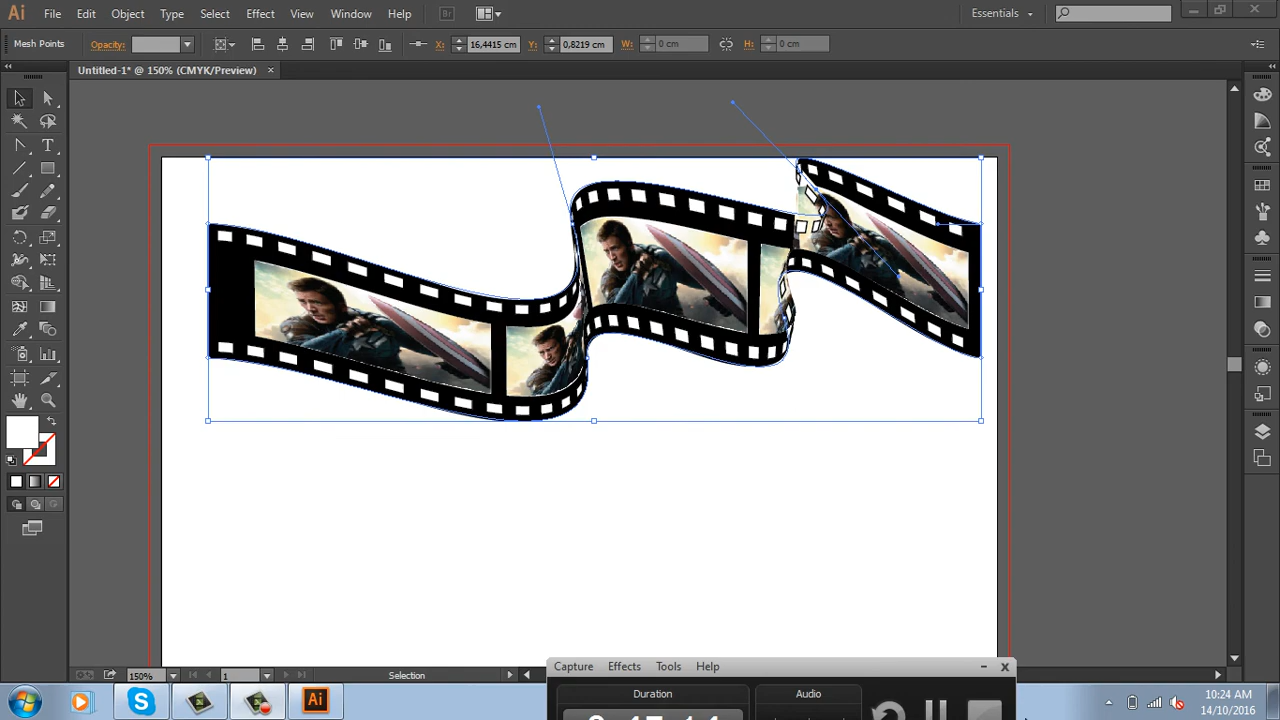 Ai File Edit Object Type Select Effect View Window Help Br Essentials
Mesh Points Opacity: X: 16,4415 cm Y: 0,8219 cm W: 0 cm H: 0 cm
Untitled-1* @ 150% (CMYK/Preview)
150% 1 Selection
Capture Effects Tools Help
Duration Audio
Ai
10:24 AM
14/10/2016